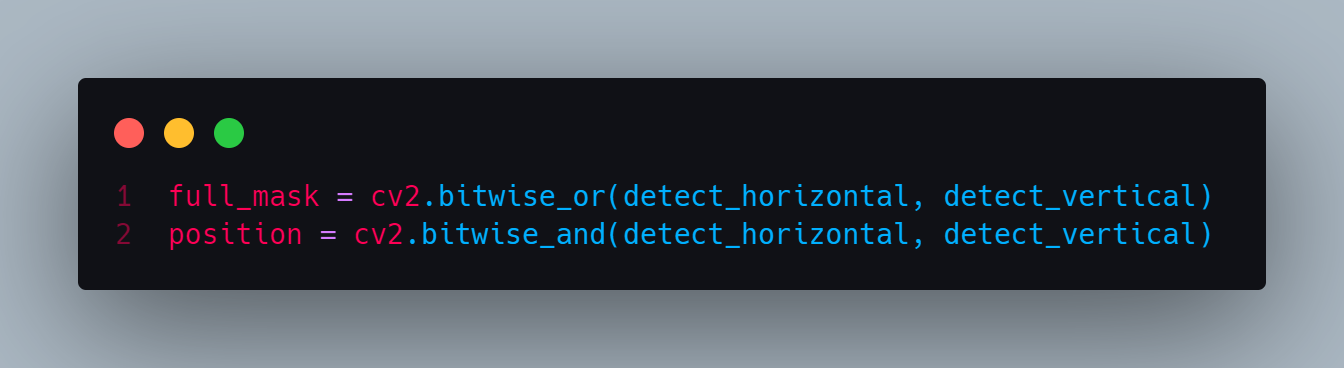 1 full_mask = cv2.bitwise_or(detect_horizontal, detect_vertical)
2 position = cv2.bitwise_and(detect_horizontal, detect_vertical)